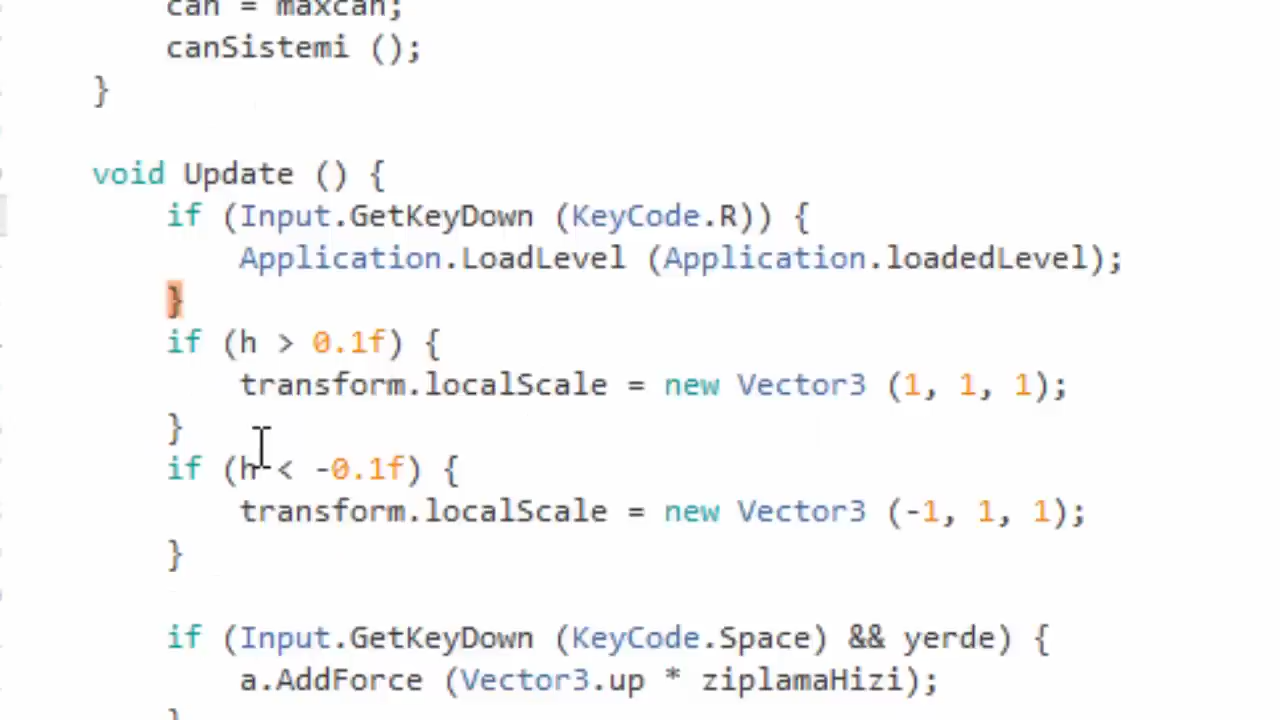 can = maxcan;
canSistemi ();
}
void Update () {
if (Input.GetKeyDown (KeyCode.R)) {
Application.LoadLevel (Application.loadedLevel);
}
if (h > 0.1f) {
transform.localScale = new Vector3 (1, 1, 1);
}
if (h < -0.1f) {
transform.localScale = new Vector3 (-1, 1, 1);
}
if (Input.GetKeyDown (KeyCode.Space) && yerde) {
a.AddForce (Vector3.up * ziplamaHizi);
}